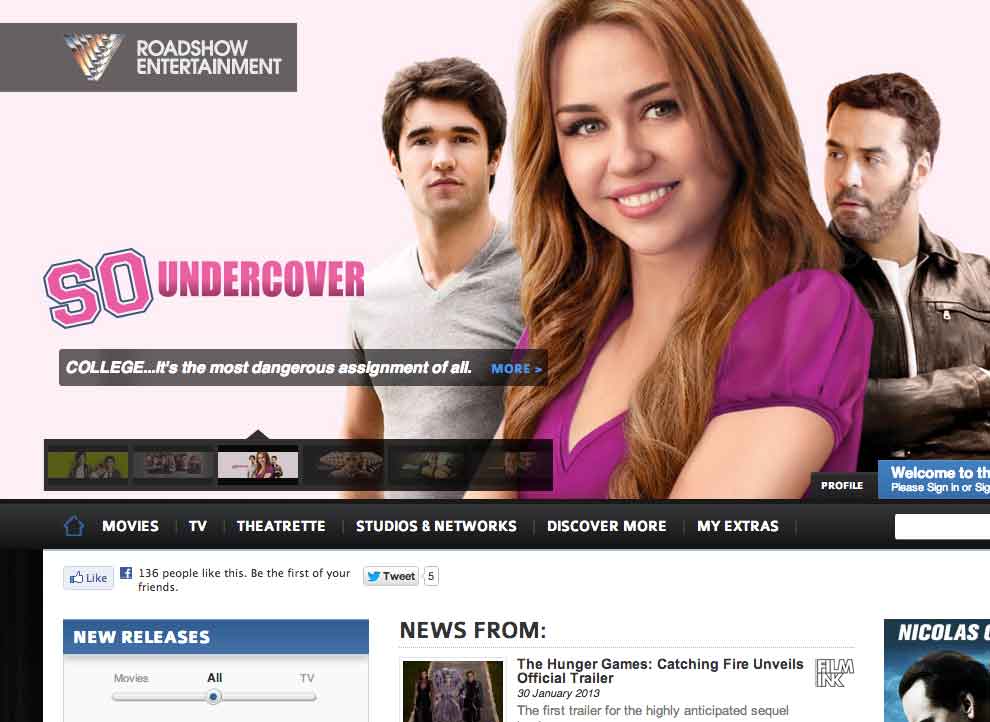 ROADSHOW
ENTERTAINMENT
SO UNDERCOVER
COLLEGE...It's the most dangerous assignment of all. MORE >
PROFILE
Welcome to th
Please Sign in or Sig
MOVIES
TV
THEATRETTE
STUDIOS & NETWORKS
DISCOVER MORE
MY EXTRAS
Like
136 people like this. Be the first of your
friends.
Tweet
5
NEW RELEASES
Movies
All
TV
NEWS FROM:
The Hunger Games: Catching Fire Unveils
Official Trailer
30 January 2013
The first trailer for the highly anticipated sequel
FILM
INK
NICOLAS